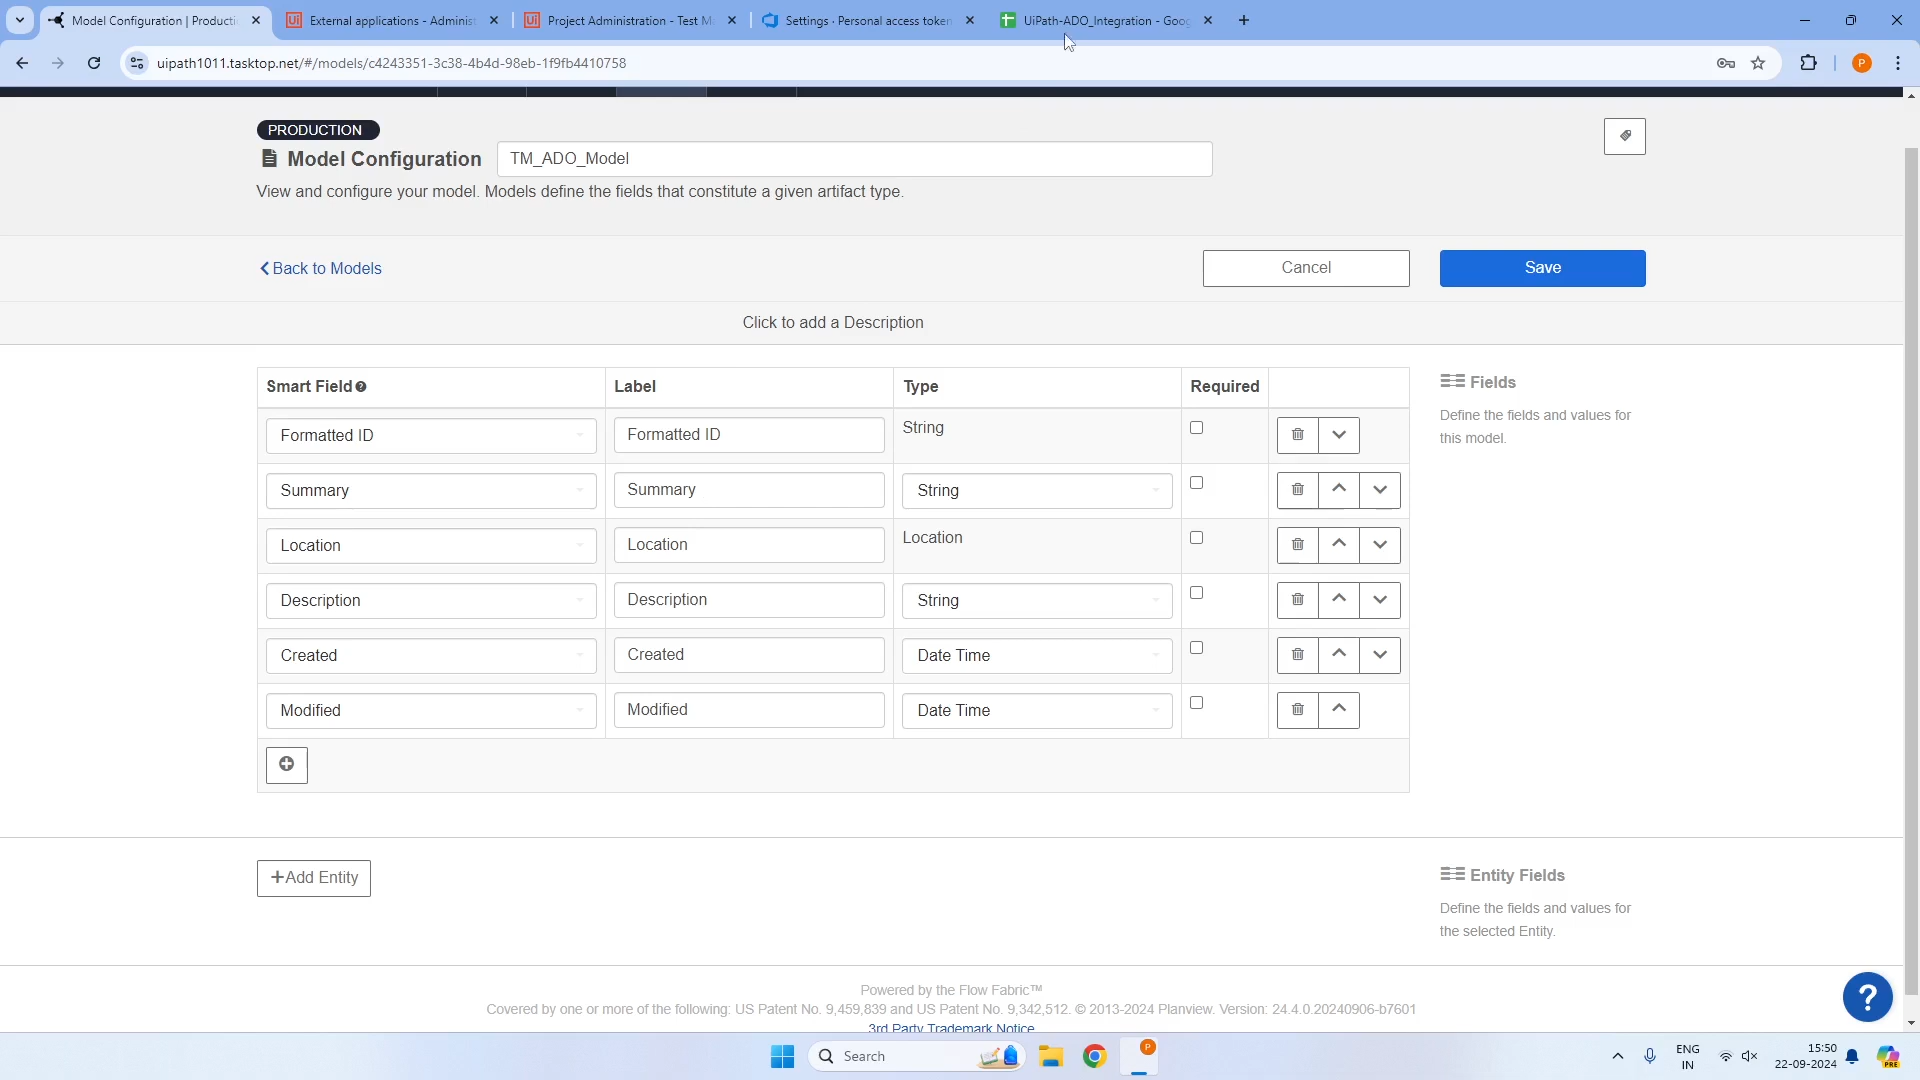 Model Configuration | Producti
External applications - Administ
Project Administration - Test M
Settings · Personal access token
UiPath-ADO_Integration - Goog
uipath1011.tasktop.net/#/models/c4243351-3c38-4b4d-98eb-1f9fb4410758
P
PRODUCTION
Model Configuration TM_ADO_Model
View and configure your model. Models define the fields that constitute a given artifact type.
Back to Models
Cancel
Save
Click to add a Description
Smart Field Label Type Required
Fields
Define the fields and values for
this model.
Formatted ID Formatted ID String
Summary Summary String
Location Location Location
Description Description String
Created Created Date Time
Modified Modified Date Time
+Add Entity
Entity Fields
Define the fields and values for
the selected Entity.
Powered by the Flow Fabric™
Covered by one or more of the following: US Patent No. 9,459,839 and US Patent No. 9,342,512. © 2013-2024 Planview. Version: 24.4.0.20240906-b7601
3rd Party Trademark Notice
?
Search
P
ENG
IN
15:50
22-09-2024
PRE